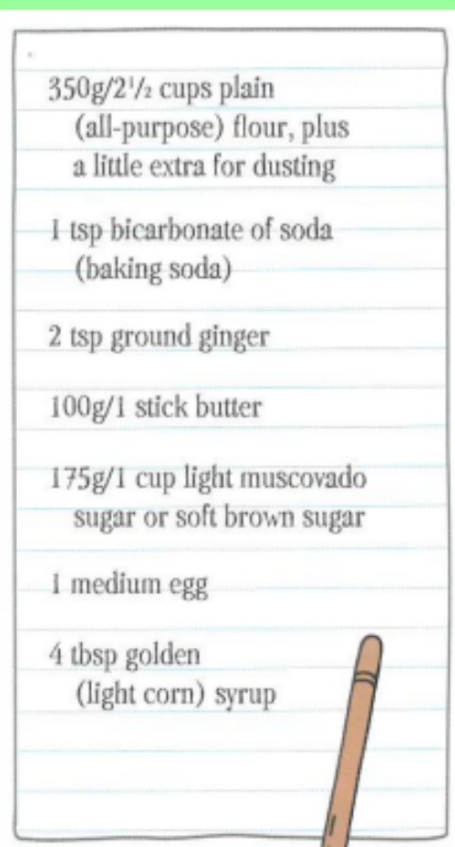 350g/2½ cups plain
(all-purpose) flour, plus
a little extra for dusting
1 tsp bicarbonate of soda
(baking soda)
2 tsp ground ginger
100g/1 stick butter
175g/1 cup light muscovado
sugar or soft brown sugar
1 medium egg
4 tbsp golden
(light corn) syrup